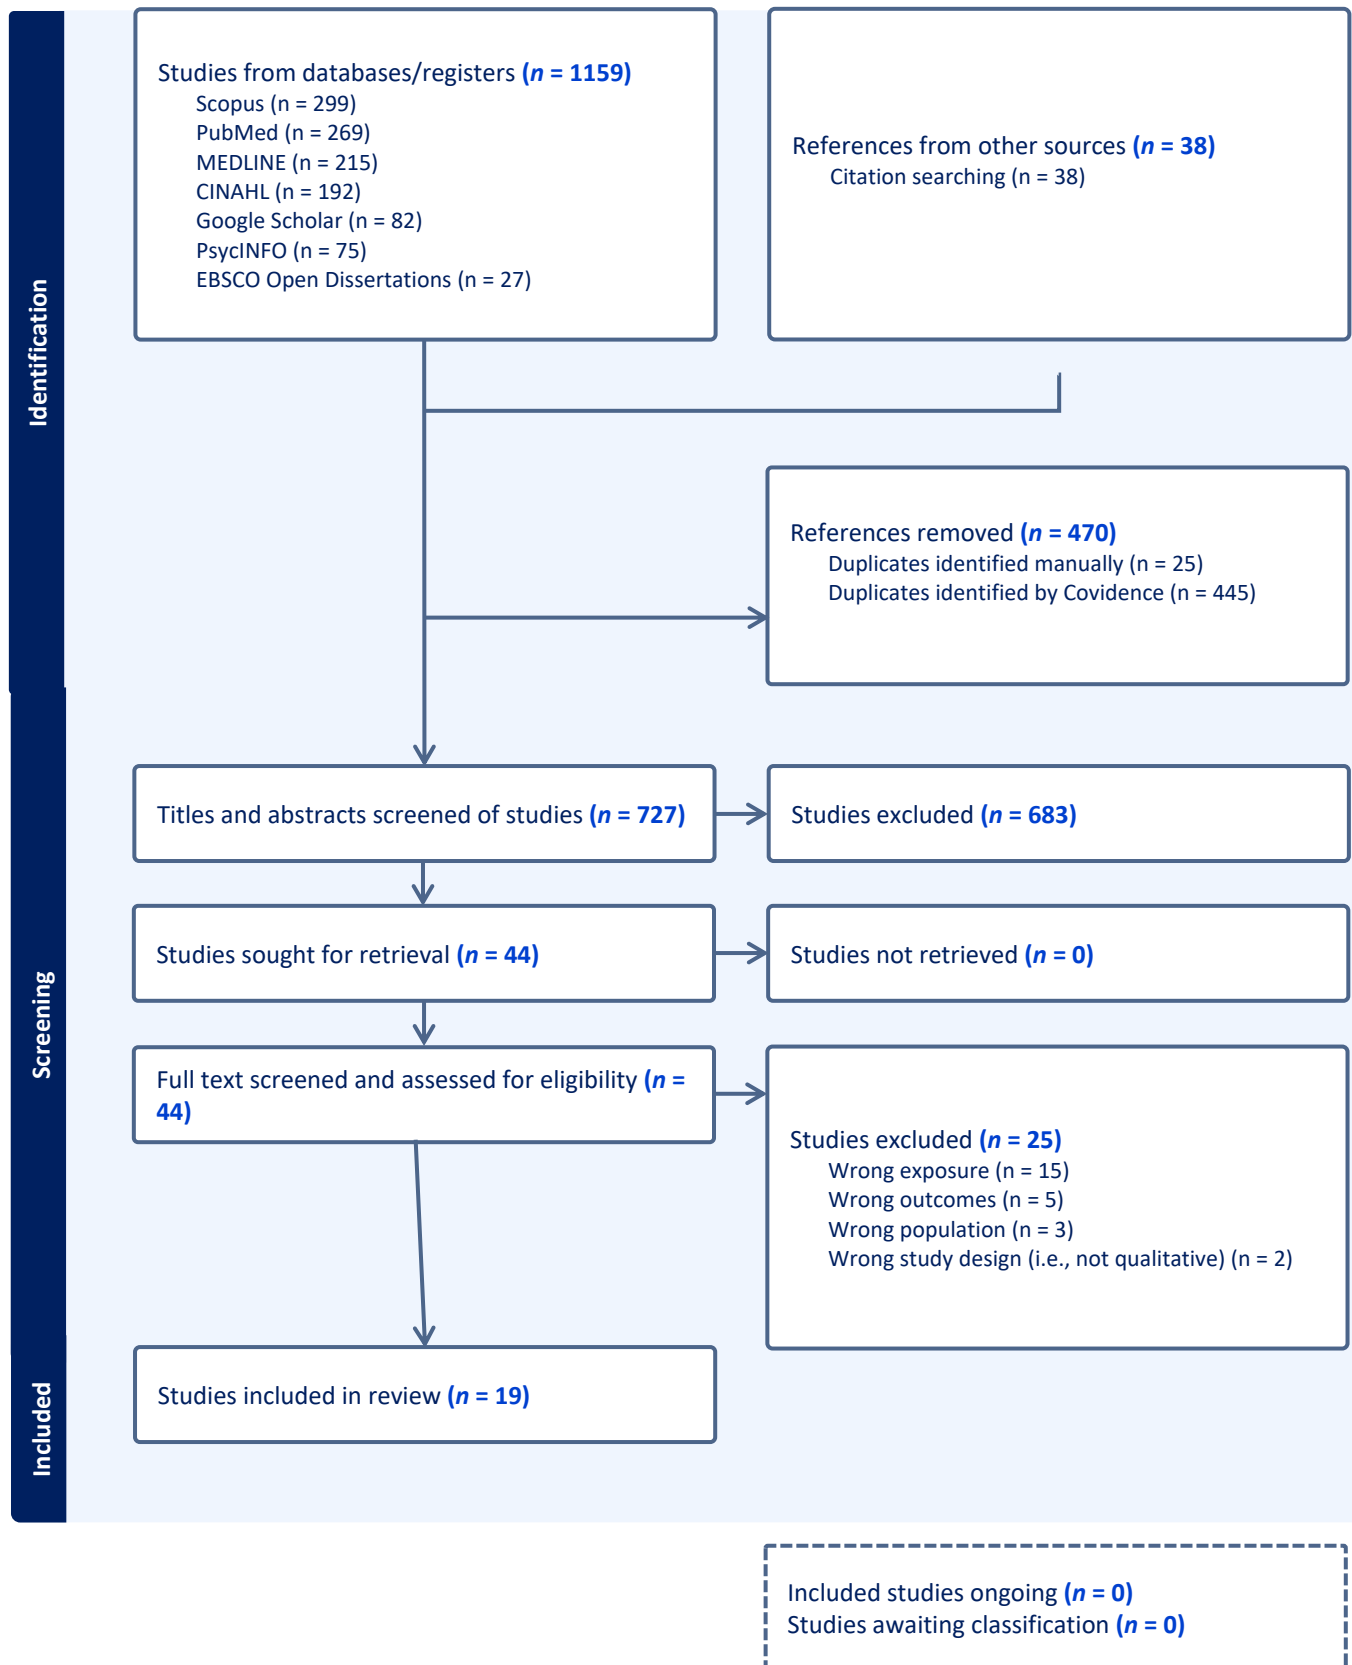 Identification
Studies from databases/registers (n = 1159)
Scopus (n = 299)
PubMed (n = 269)
MEDLINE (n = 215)
CINAHL (n = 192)
Google Scholar (n = 82)
PsycINFO (n = 75)
EBSCO Open Dissertations (n = 27)
References from other sources (n = 38)
Citation searching (n = 38)
References removed (n = 470)
Duplicates identified manually (n = 25)
Duplicates identified by Covidence (n = 445)
Screening
Titles and abstracts screened of studies (n = 727)
Studies excluded (n = 683)
Studies sought for retrieval (n = 44)
Studies not retrieved (n = 0)
Full text screened and assessed for eligibility (n =
44)
Studies excluded (n = 25)
Wrong exposure (n = 15)
Wrong outcomes (n = 5)
Wrong population (n = 3)
Wrong study design (i.e., not qualitative) (n = 2)
Included
Studies included in review (n = 19)
Included studies ongoing (n = 0)
Studies awaiting classification (n = 0)